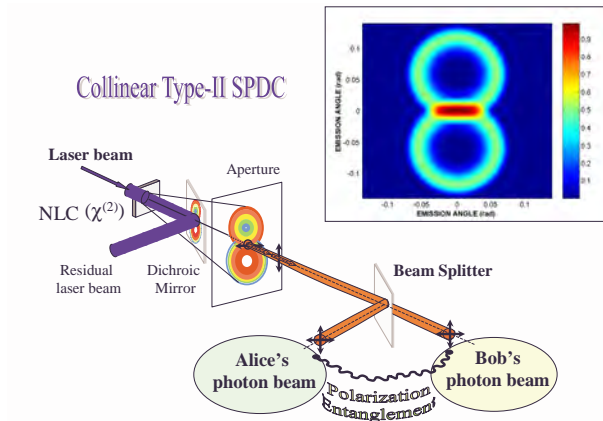 Collinear Type-II SPDC
Laser beam
NLC (χ(2))
Residual
laser beam
Dichroic
Mirror
Aperture
EMISSION ANGLE (rad)
0.1
0.05
0
-0.05
-0.1
-0.1
-0.05
0
0.05
0.1
EMISSION ANGLE (rad)
0.9
0.8
0.7
0.6
0.5
0.4
0.3
0.2
0.1
Beam Splitter
Alice's
photon beam
Bob's
photon beam
Polarization
Entanglement